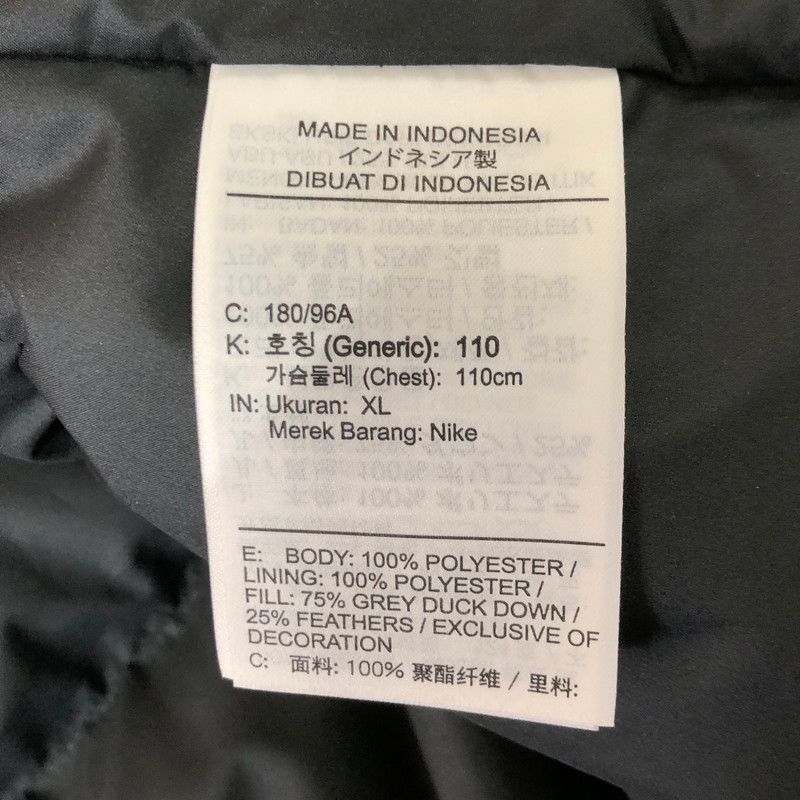 MADE IN INDONESIA
インドネシア製
DIBUAT DI INDONESIA
C: 180/96A
K: 호칭 (Generic): 110
가슴둘레 (Chest): 110cm
IN: Ukuran: XL
Merek Barang: Nike
E: BODY: 100% POLYESTER /
LINING: 100% POLYESTER /
FILL: 75% GREY DUCK DOWN /
25% FEATHERS / EXCLUSIVE OF
DECORATION
C: 面料: 100% 聚酯纤维 / 里料: